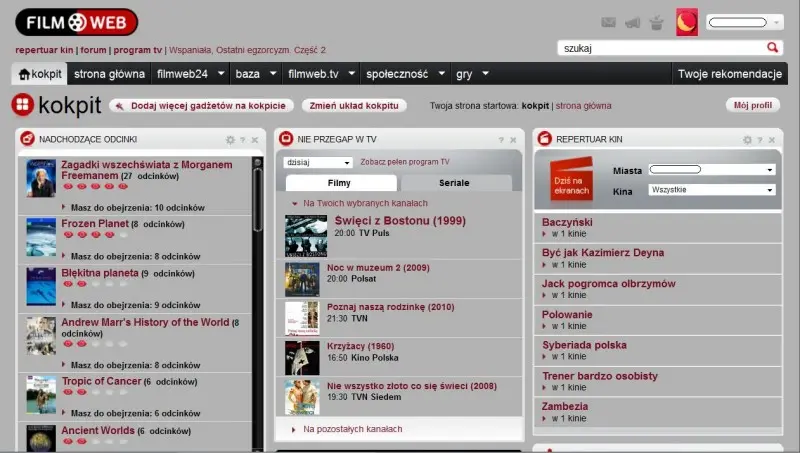 FILM WEB
repertuar kin | forum | program tv | Wspaniała, Ostatni egzorcyzm. Część 2
szukaj
kokpit strona główna filmweb24 baza filmweb.tv społeczność gry Twoje rekomendacje
kokpit Dodaj więcej gadżetów na kokpicie Zmień układ kokpitu Twoja strona startowa: kokpit | strona główna Mój profil
NADCHODZĄCE ODCINKI
Zagadki wszechświata z Morganem
Freemanem (27 odcinków)
Masz do obejrzenia: 10 odcinków
Frozen Planet (8 odcinków)
Masz do obejrzenia: 8 odcinków
Błękitna planeta (9 odcinków)
Masz do obejrzenia: 9 odcinków
Andrew Marr's History of the World (8
odcinków)
Masz do obejrzenia: 8 odcinków
Tropic of Cancer (6 odcinków)
Masz do obejrzenia: 6 odcinków
Ancient Worlds (6 odcinków)
NIE PRZEGAP W TV
dzisiaj Zobacz pełen program TV
Filmy Seriale
Na Twoich wybranych kanałach
Święci z Bostonu (1999)
20:00 TV Puls
Noc w muzeum 2 (2009)
20:00 Polsat
Poznaj naszą rodzinkę (2010)
21:30 TVN
Krzyżacy (1960)
16:50 Kino Polska
Nie wszystko złoto co się świeci (2008)
19:30 TVN Siedem
Na pozostałych kanałach
REPERTUAR KIN
Dziś na
ekranach
Miasta
Kina Wszystkie
Baczyński
w 1 kinie
Być jak Kazimierz Deyna
w 1 kinie
Jack pogromca olbrzymów
w 1 kinie
Polowanie
w 1 kinie
Syberiada polska
w 1 kinie
Trener bardzo osobisty
w 1 kinie
Zambezia
w 1 kinie